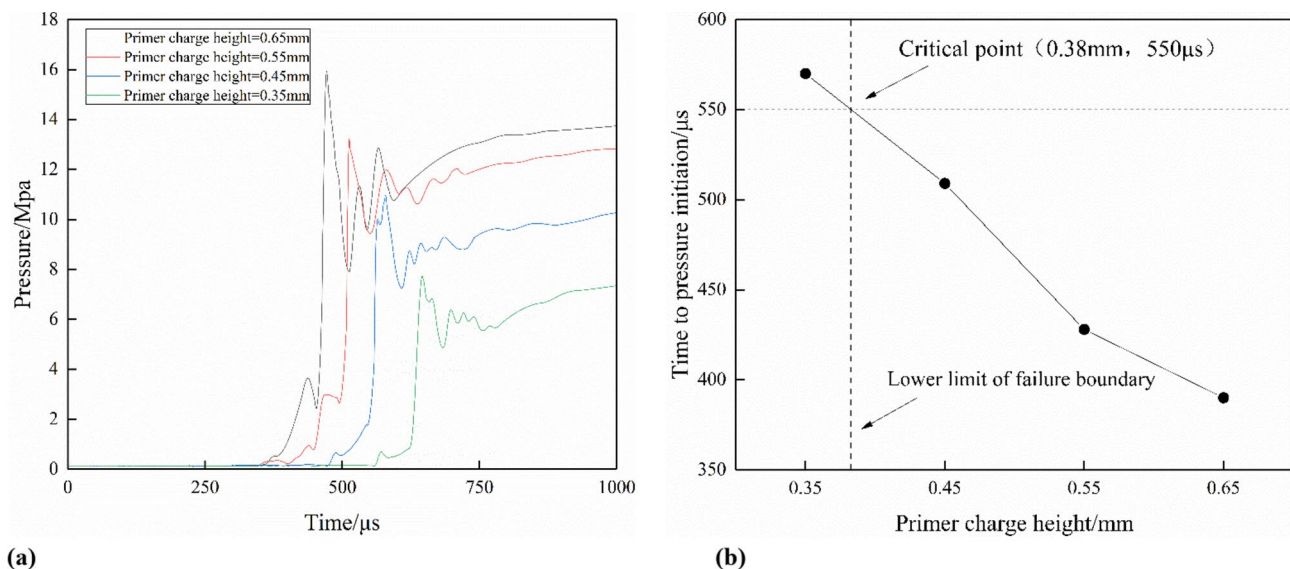 18
16
14
12
10
8
6
4
2
0
Pressure/Mpa
Primer charge height=0.65mm
Primer charge height=0.55mm
Primer charge height=0.45mm
Primer charge height=0.35mm
0 250 500 750 1000
Time/μs
(a)
600
550
500
450
400
350
Time to pressure initiaion/μs
Critical point（0.38mm，550μs）
Lower limit of failure boundary
0.35 0.45 0.55 0.65
Primer charge height/mm
(b)